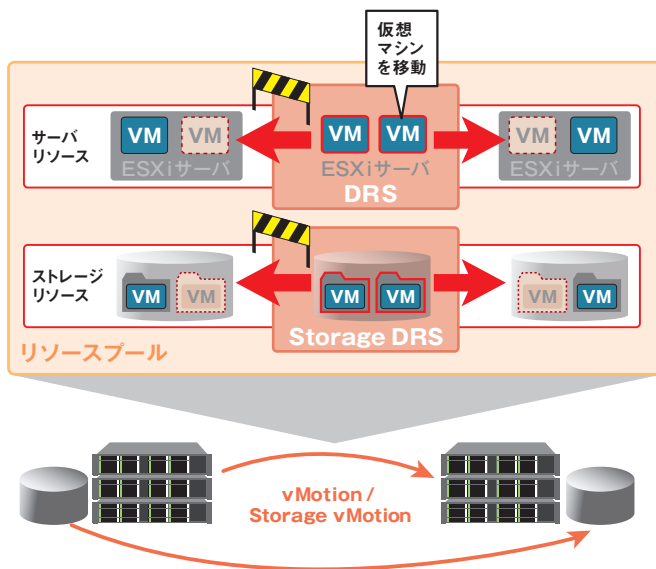 仮想
マシン
を移動
サーバ
リソース
VM
VM
ESXiサーバ
VM
VM
ESXiサーバ
DRS
VM
VM
ESXiサーバ
ストレージ
リソース
VM
VM
VM
VM
Storage DRS
VM
VM
リソースプール
vMotion /
Storage vMotion